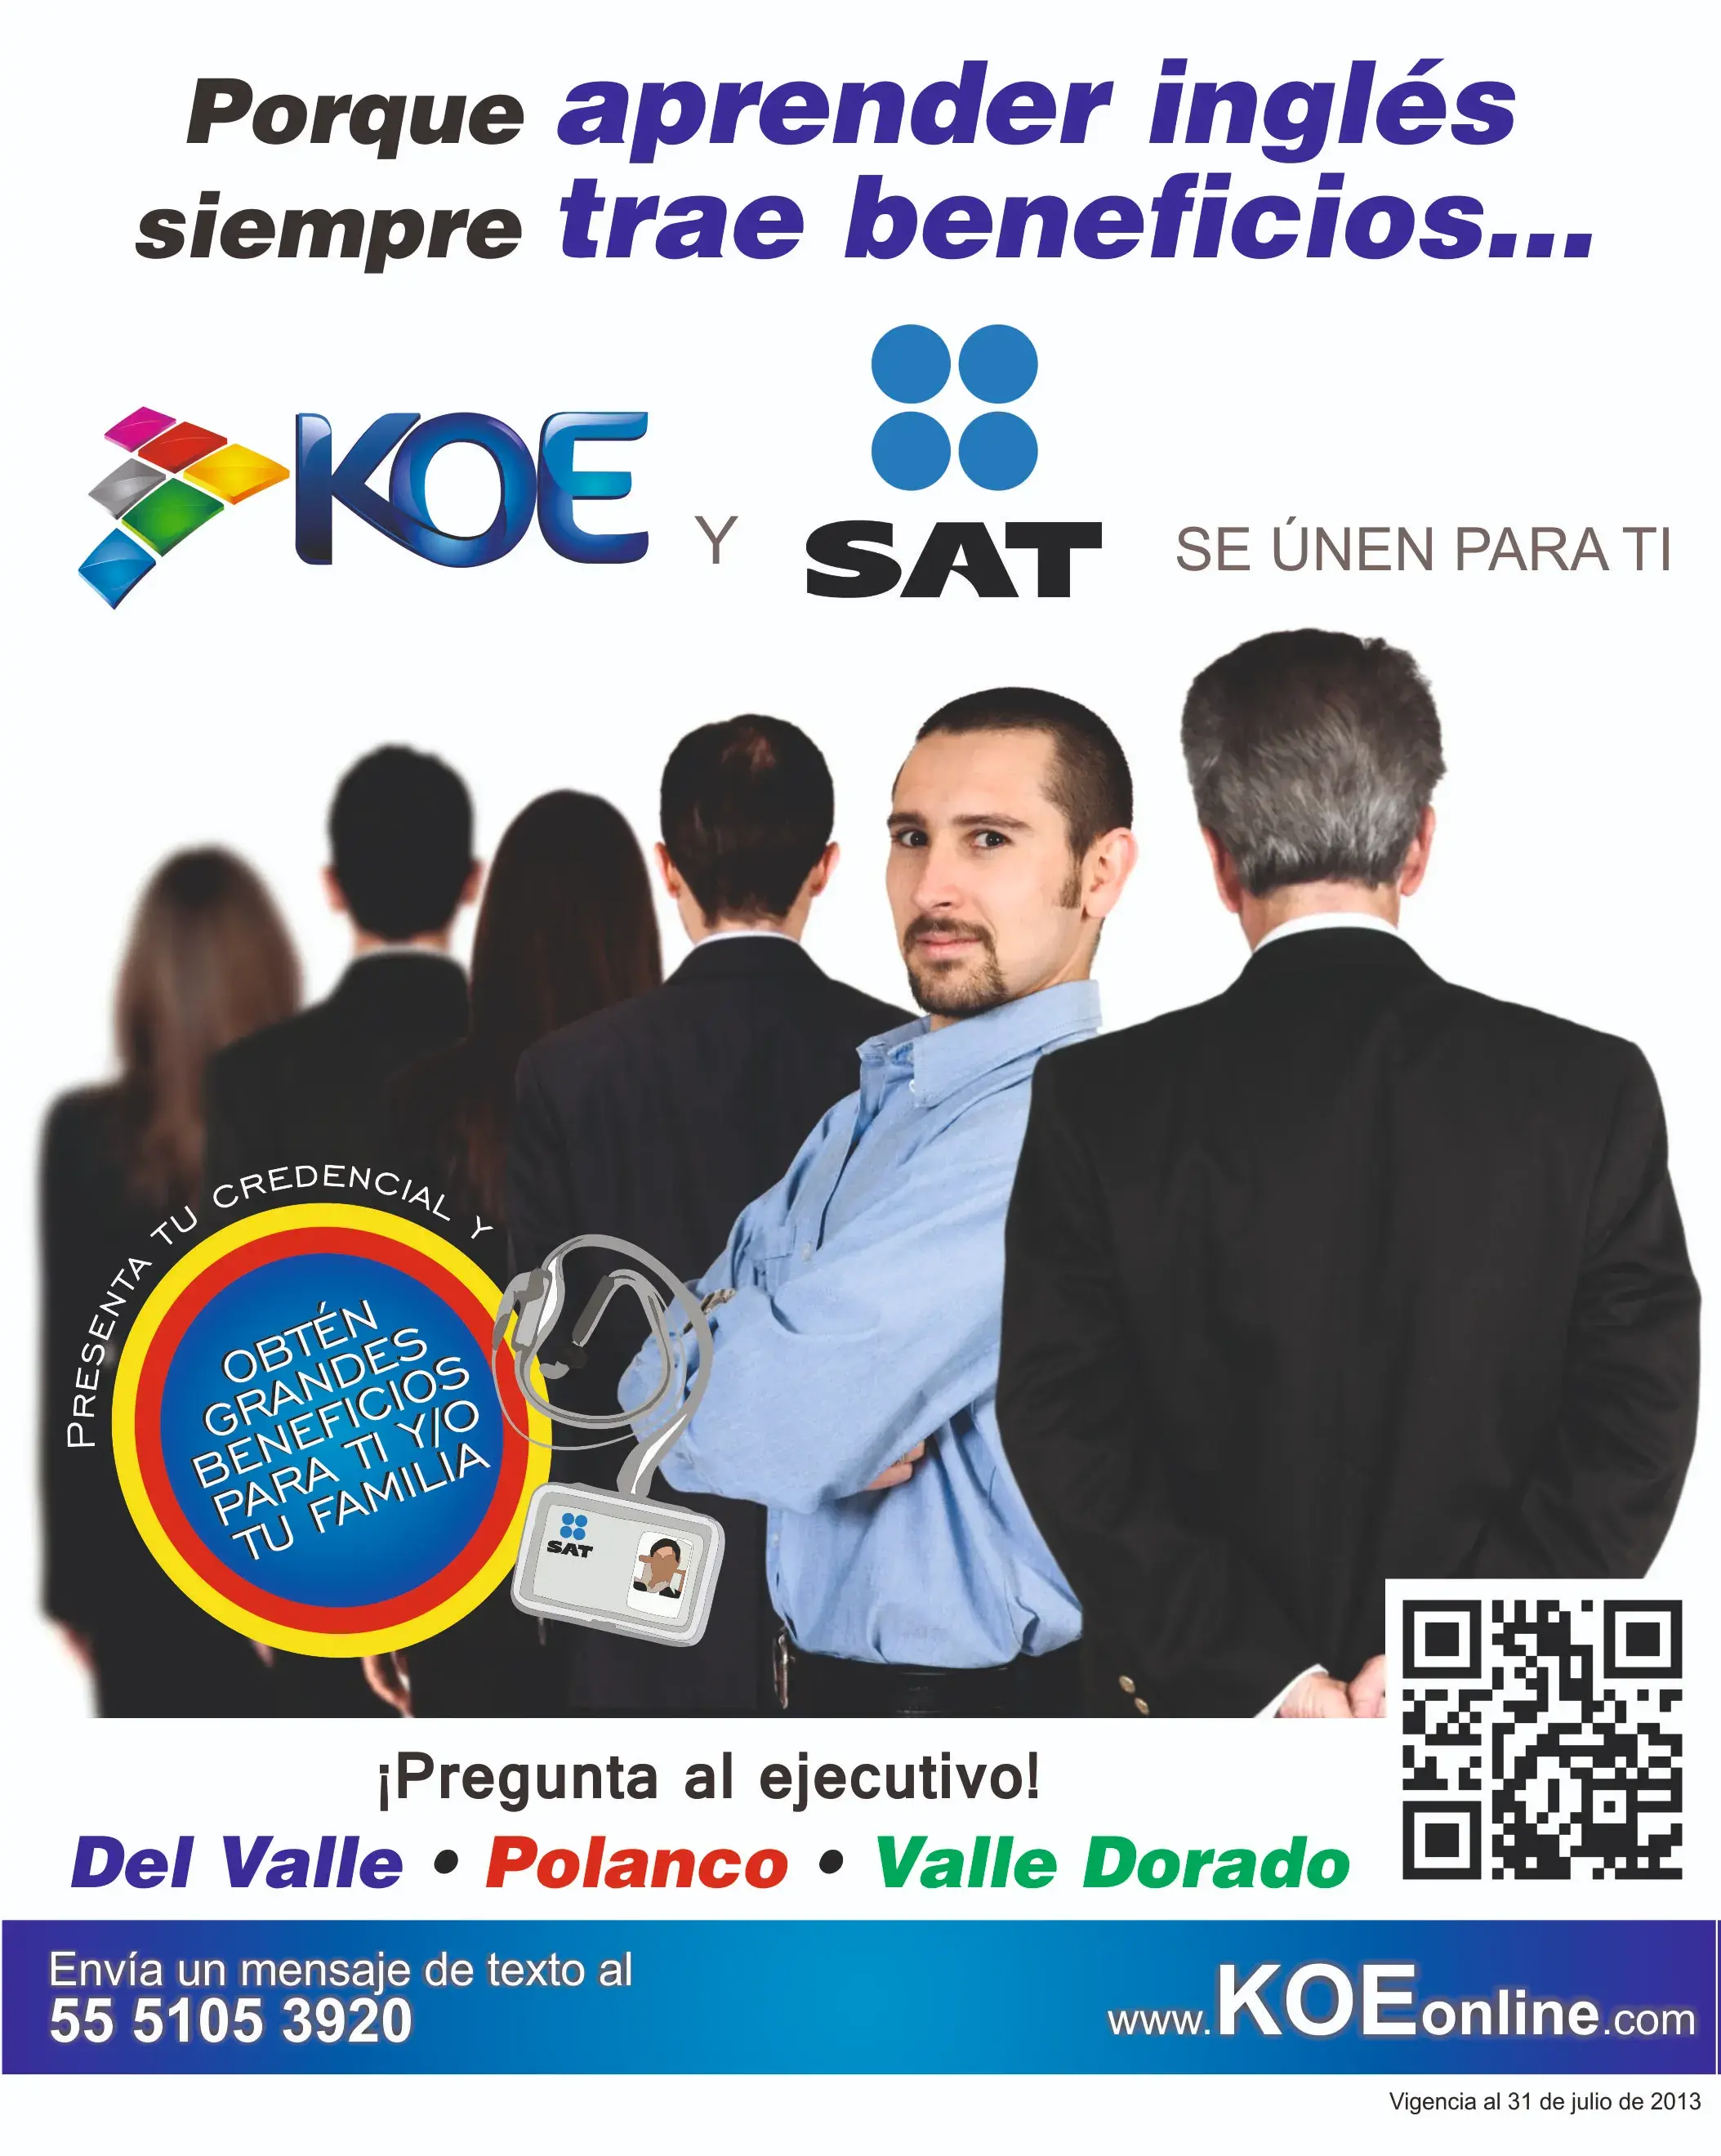 Porque aprender inglés
siempre trae beneficios...
KOE Y SAT SE ÚNEN PARA TI
PRESENTA TU CREDENCIAL Y
OBTÉN
GRANDES
BENEFICIOS
PARA TI Y/O
TU FAMILIA
SAT
¡Pregunta al ejecutivo!
Del Valle • Polanco • Valle Dorado
Envía un mensaje de texto al
55 5105 3920
www.KOEonline.com
Vigencia al 31 de julio de 2013